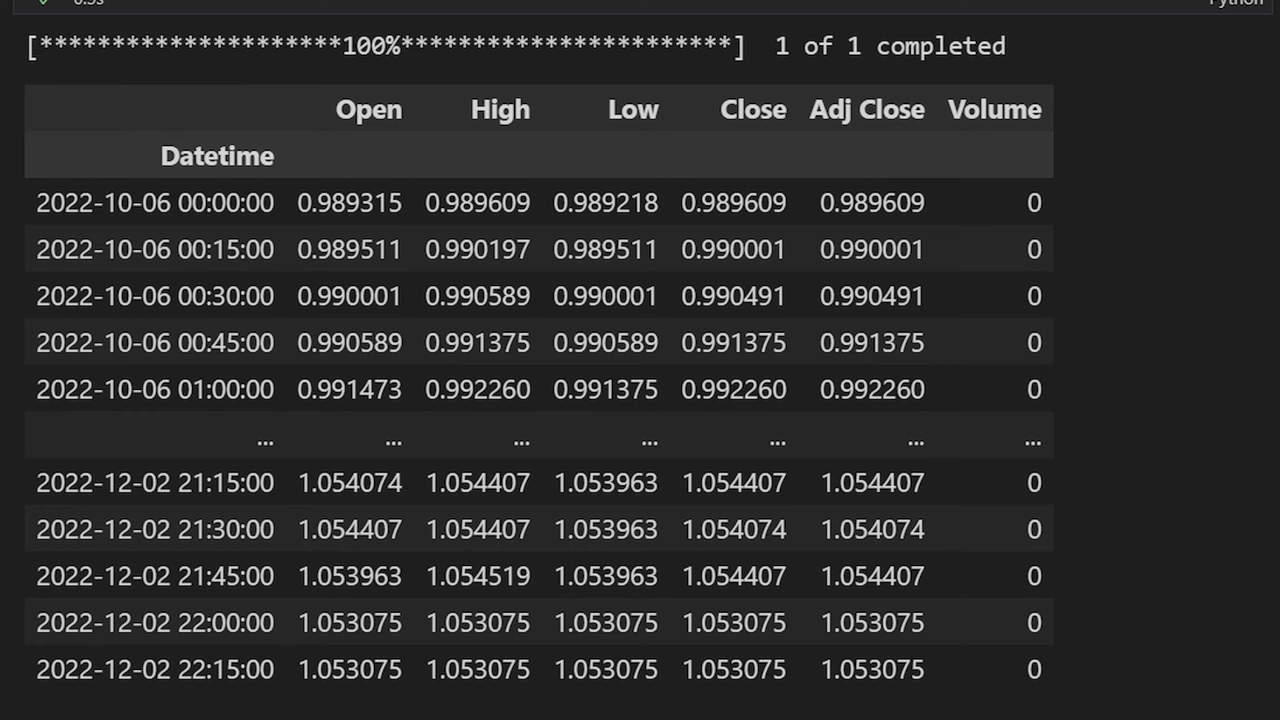 [*********************100%***********************]  1 of 1 completed
Open High Low Close Adj Close Volume
Datetime
2022-10-06 00:00:00 0.989315 0.989609 0.989218 0.989609 0.989609 0
2022-10-06 00:15:00 0.989511 0.990197 0.989511 0.990001 0.990001 0
2022-10-06 00:30:00 0.990001 0.990589 0.990001 0.990491 0.990491 0
2022-10-06 00:45:00 0.990589 0.991375 0.990589 0.991375 0.991375 0
2022-10-06 01:00:00 0.991473 0.992260 0.991375 0.992260 0.992260 0
... ... ... ... ... ... ...
2022-12-02 21:15:00 1.054074 1.054407 1.053963 1.054407 1.054407 0
2022-12-02 21:30:00 1.054407 1.054407 1.053963 1.054074 1.054074 0
2022-12-02 21:45:00 1.053963 1.054519 1.053963 1.054407 1.054407 0
2022-12-02 22:00:00 1.053075 1.053075 1.053075 1.053075 1.053075 0
2022-12-02 22:15:00 1.053075 1.053075 1.053075 1.053075 1.053075 0